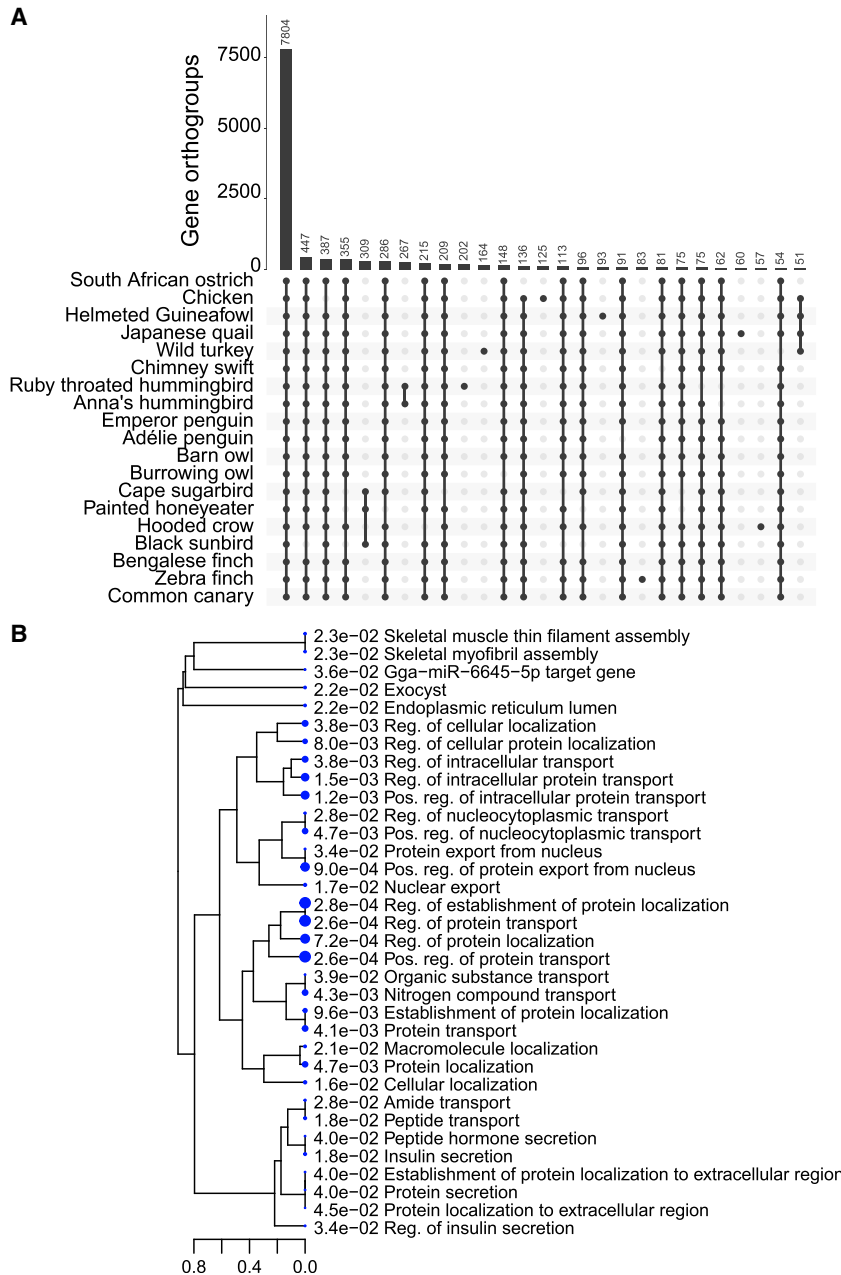 A
Gene orthogroups
7500
5000
2500
0
7804
447
387
355
309
286
267
215
209
202
164
148
136
125
113
96
93
91
83
81
75
75
62
60
57
54
51
South African ostrich
Chicken
Helmeted Guineafowl
Japanese quail
Wild turkey
Chimney swift
Ruby throated hummingbird
Anna's hummingbird
Emperor penguin
Adélie penguin
Barn owl
Burrowing owl
Cape sugarbird
Painted honeyeater
Hooded crow
Black sunbird
Bengalese finch
Zebra finch
Common canary
B
2.3e−02 Skeletal muscle thin filament assembly
2.3e−02 Skeletal myofibril assembly
3.6e−02 Gga−miR−6645−5p target gene
2.2e−02 Exocyst
2.2e−02 Endoplasmic reticulum lumen
3.8e−03 Reg. of cellular localization
8.0e−03 Reg. of cellular protein localization
3.8e−03 Reg. of intracellular transport
1.5e−03 Reg. of intracellular protein transport
1.2e−03 Pos. reg. of intracellular protein transport
2.8e−02 Reg. of nucleocytoplasmic transport
4.7e−03 Pos. reg. of nucleocytoplasmic transport
3.4e−02 Protein export from nucleus
9.0e−04 Pos. reg. of protein export from nucleus
1.7e−02 Nuclear export
2.8e−04 Reg. of establishment of protein localization
2.6e−04 Reg. of protein transport
7.2e−04 Reg. of protein localization
2.6e−04 Pos. reg. of protein transport
3.9e−02 Organic substance transport
4.3e−03 Nitrogen compound transport
9.6e−03 Establishment of protein localization
4.1e−03 Protein transport
2.1e−02 Macromolecule localization
4.7e−03 Protein localization
1.6e−02 Cellular localization
2.8e−02 Amide transport
1.8e−02 Peptide transport
4.0e−02 Peptide hormone secretion
1.8e−02 Insulin secretion
4.0e−02 Establishment of protein localization to extracellular region
4.0e−02 Protein secretion
4.5e−02 Protein localization to extracellular region
3.4e−02 Reg. of insulin secretion
0.8 0.4 0.0